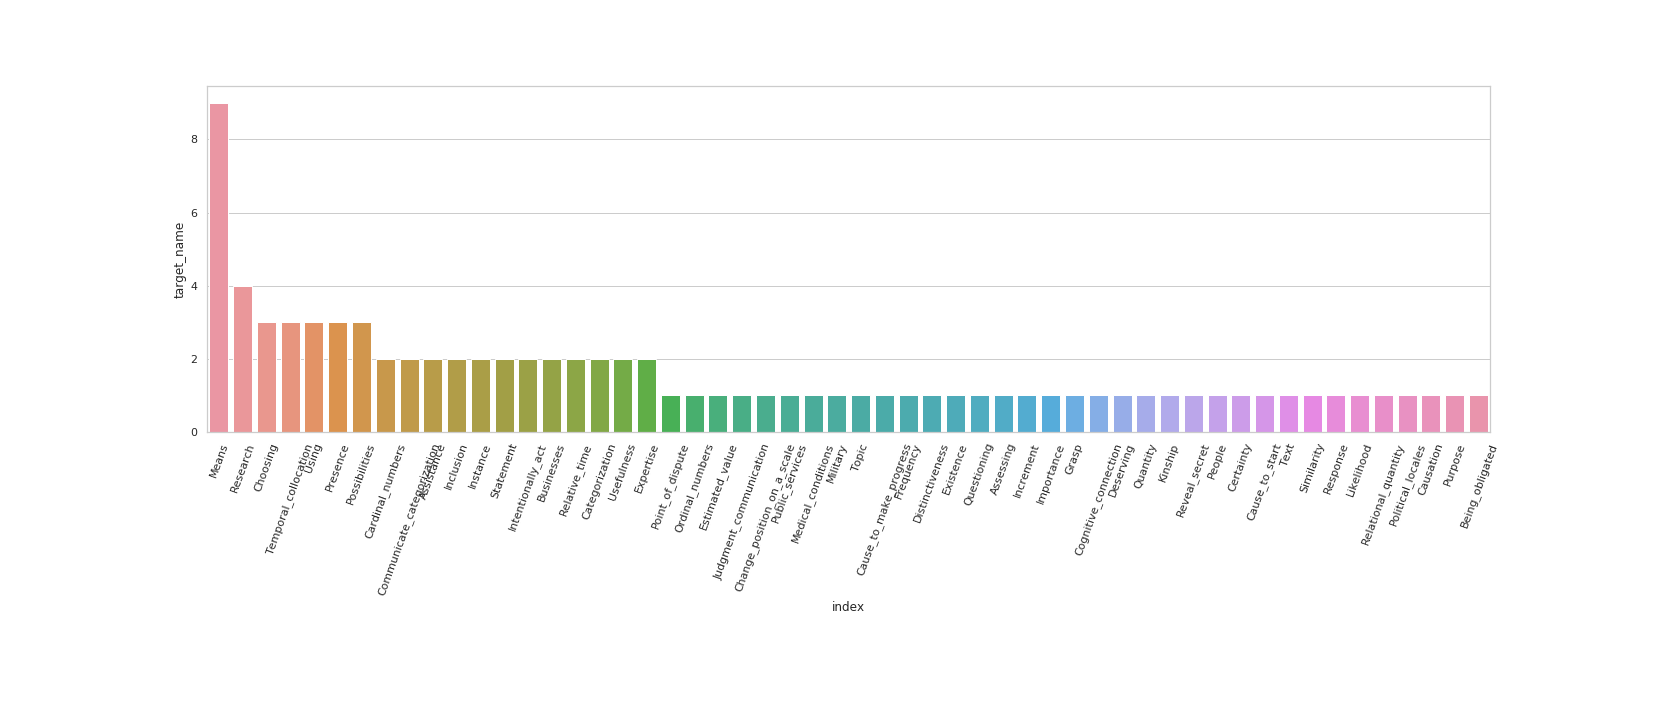 8
6
4
2
0
target_name
Means
Research
Choosing
Temporal_collocation
Using
Presence
Possibilities
Cardinal_numbers
Communicate_categorization
Assistance
Inclusion
Instance
Statement
Intentionally_act
Businesses
Relative_time
Categorization
Usefulness
Expertise
Point_of_dispute
Ordinal_numbers
Estimated_value
Judgment_communication
Change_position_on_a_scale
Public_services
Medical_conditions
Military
Topic
Cause_to_make_progress
Frequency
Distinctiveness
Existence
Questioning
Assessing
Increment
Importance
Grasp
Cognitive_connection
Deserving
Quantity
Kinship
Reveal_secret
People
Certainty
Cause_to_start
Text
Similarity
Response
Likelihood
Relational_quantity
Political_locales
Causation
Purpose
Being_obligated
index